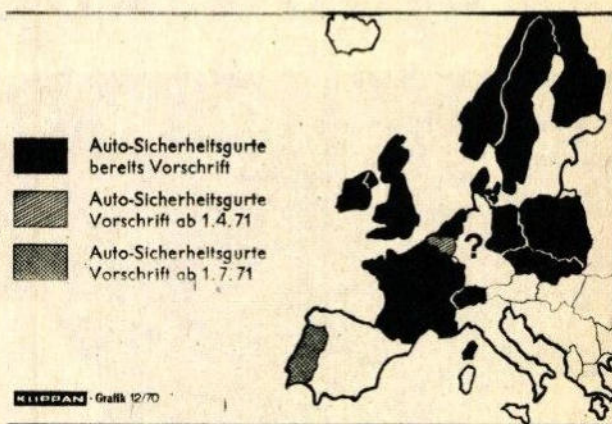 Auto-Sicherheitsgurte
bereits Vorschrift
Auto-Sicherheitsgurte
Vorschrift ab 1.4.71
Auto-Sicherheitsgurte
Vorschrift ab 1.7.71
?
KLIPPAN - Grafik 12/70